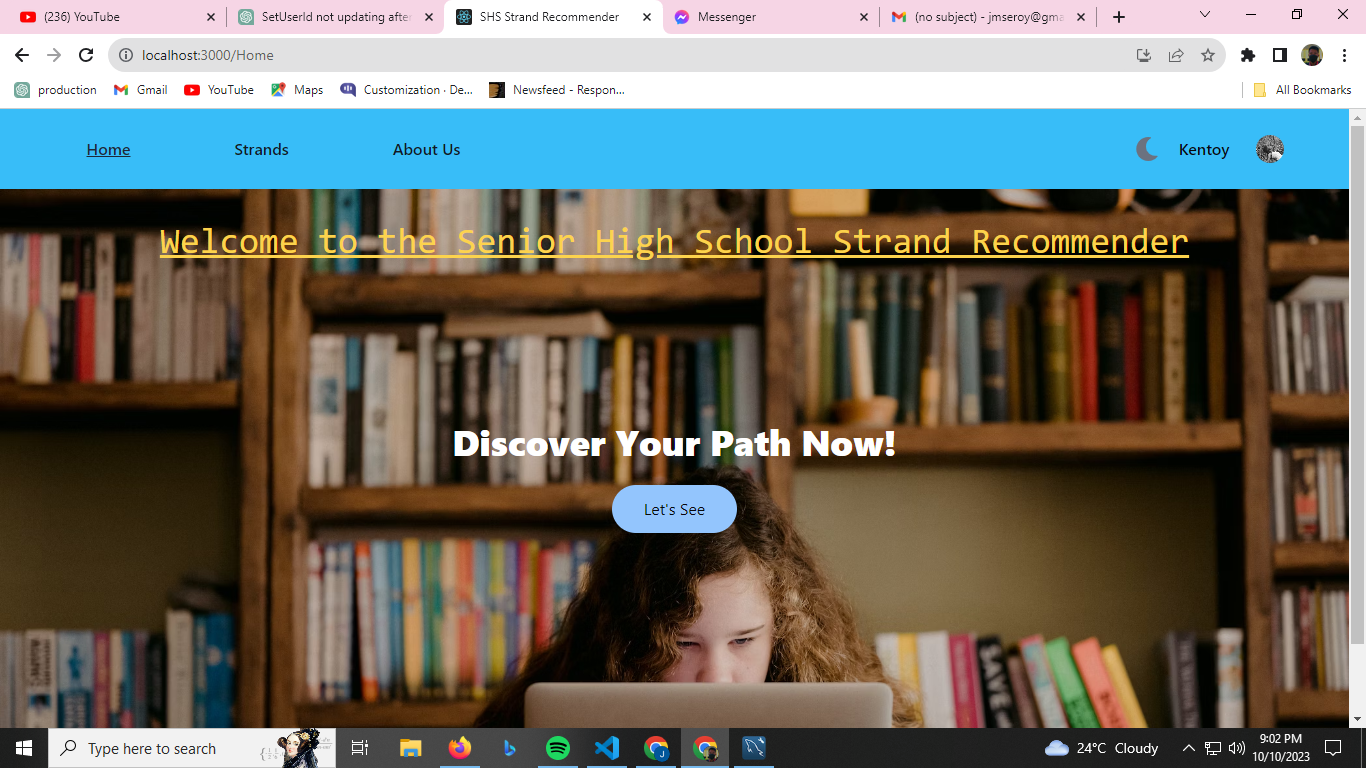 (236) YouTube
SetUserId not updating after
SHS Strand Recommender
Messenger
(no subject) - jmseroy@gma
localhost:3000/Home
production
Gmail
YouTube
Maps
Customization · De...
Newsfeed - Respon...
All Bookmarks
Home
Strands
About Us
Kentoy
Welcome to the Senior High School Strand Recommender
Discover Your Path Now!
Let's See
SAVE
Type here to search
24°C Cloudy
9:02 PM
10/10/2023